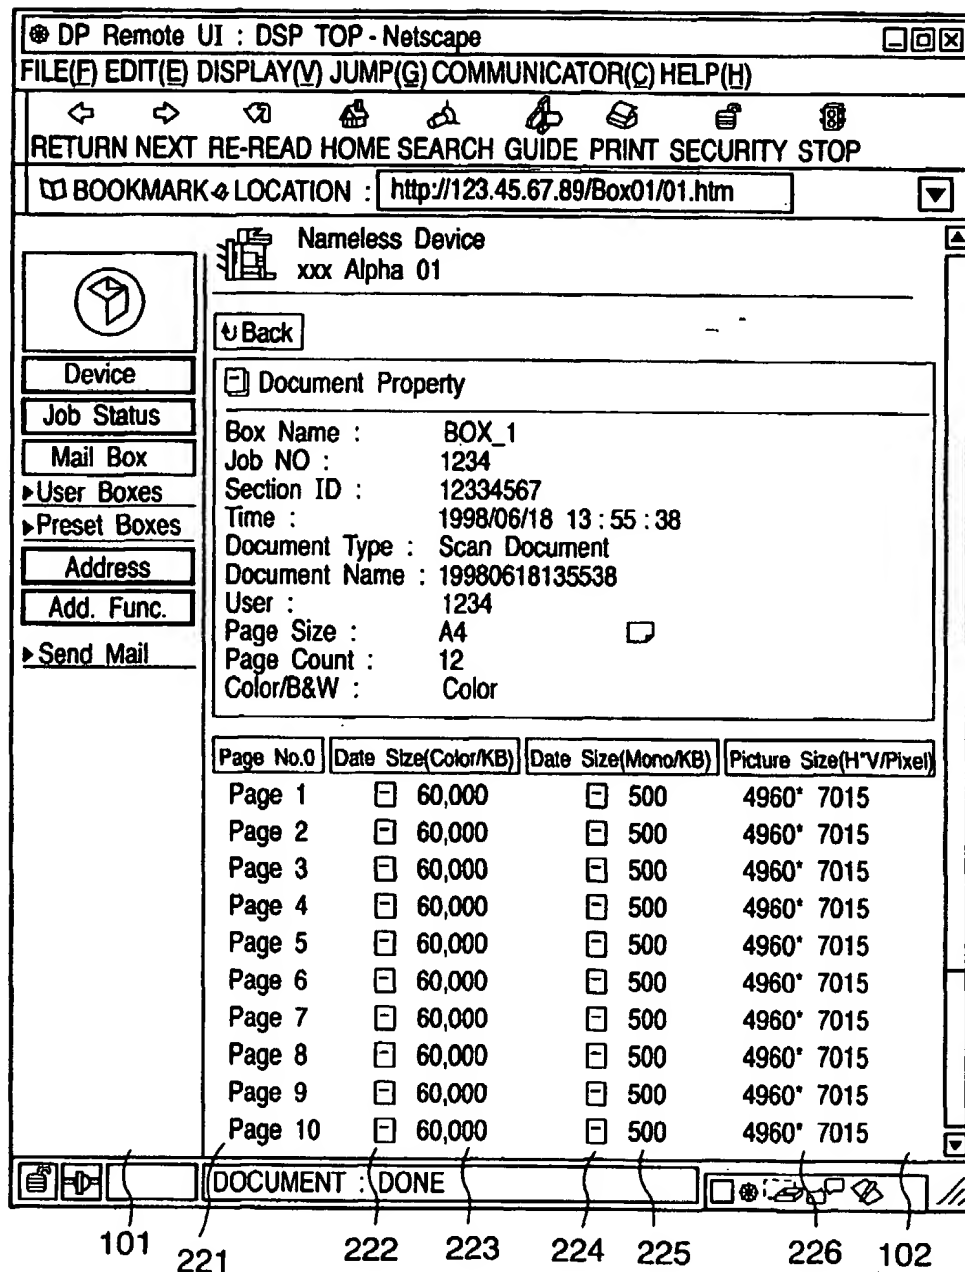 DP Remote UI : DSP TOP - Netscape
FILE(F) EDIT(E) DISPLAY(V) JUMP(G) COMMUNICATOR(C) HELP(H)
RETURN NEXT RE-READ HOME SEARCH GUIDE PRINT SECURITY STOP
BOOKMARK LOCATION : http://123.45.67.89/Box01/01.htm
Nameless Device
xxx Alpha 01
Back
Device
Job Status
Mail Box
User Boxes
Preset Boxes
Address
Add. Func.
Send Mail
Document Property
Box Name : BOX_1
Job NO : 1234
Section ID : 12334567
Time : 1998/06/18 13 : 55 : 38
Document Type : Scan Document
Document Name : 19980618135538
User : 1234
Page Size : A4
Page Count : 12
Color/B&W : Color
Page No.0 Date Size(Color/KB) Date Size(Mono/KB) Picture Size(H*V/Pixel)
Page 1 60,000 500 4960* 7015
Page 2 60,000 500 4960* 7015
Page 3 60,000 500 4960* 7015
Page 4 60,000 500 4960* 7015
Page 5 60,000 500 4960* 7015
Page 6 60,000 500 4960* 7015
Page 7 60,000 500 4960* 7015
Page 8 60,000 500 4960* 7015
Page 9 60,000 500 4960* 7015
Page 10 60,000 500 4960* 7015
DOCUMENT : DONE
101 221 222 223 224 225 226 102